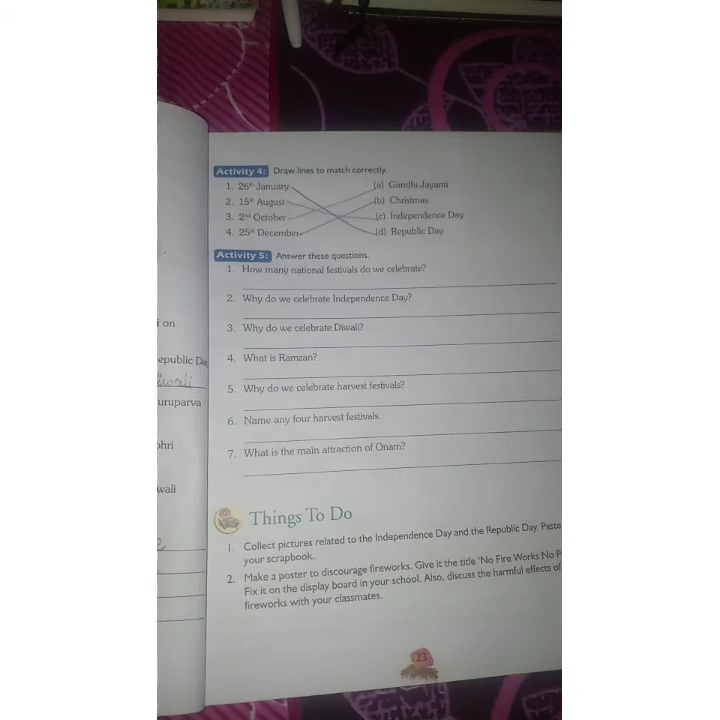 i on
epublic Da
iwali
uruparva
ohri
wali
Activity 4: Draw lines to match correctly.
1. 26th January (a) Gandhi Jayanti
2. 15th August (b) Christmas
3. 2nd October (c) Independence Day
4. 25th December (d) Republic Day
Activity 5: Answer these questions.
1. How many national festivals do we celebrate?
2. Why do we celebrate Independence Day?
3. Why do we celebrate Diwali?
4. What is Ramzan?
5. Why do we celebrate harvest festivals?
6. Name any four harvest festivals.
7. What is the main attraction of Onam?
Things To Do
1. Collect pictures related to the Independence Day and the Republic Day. Paste
your scrapbook.
2. Make a poster to discourage fireworks. Give it the title 'No Fire Works No P
Fix it on the display board in your school. Also, discuss the harmful effects of
fireworks with your classmates.
23